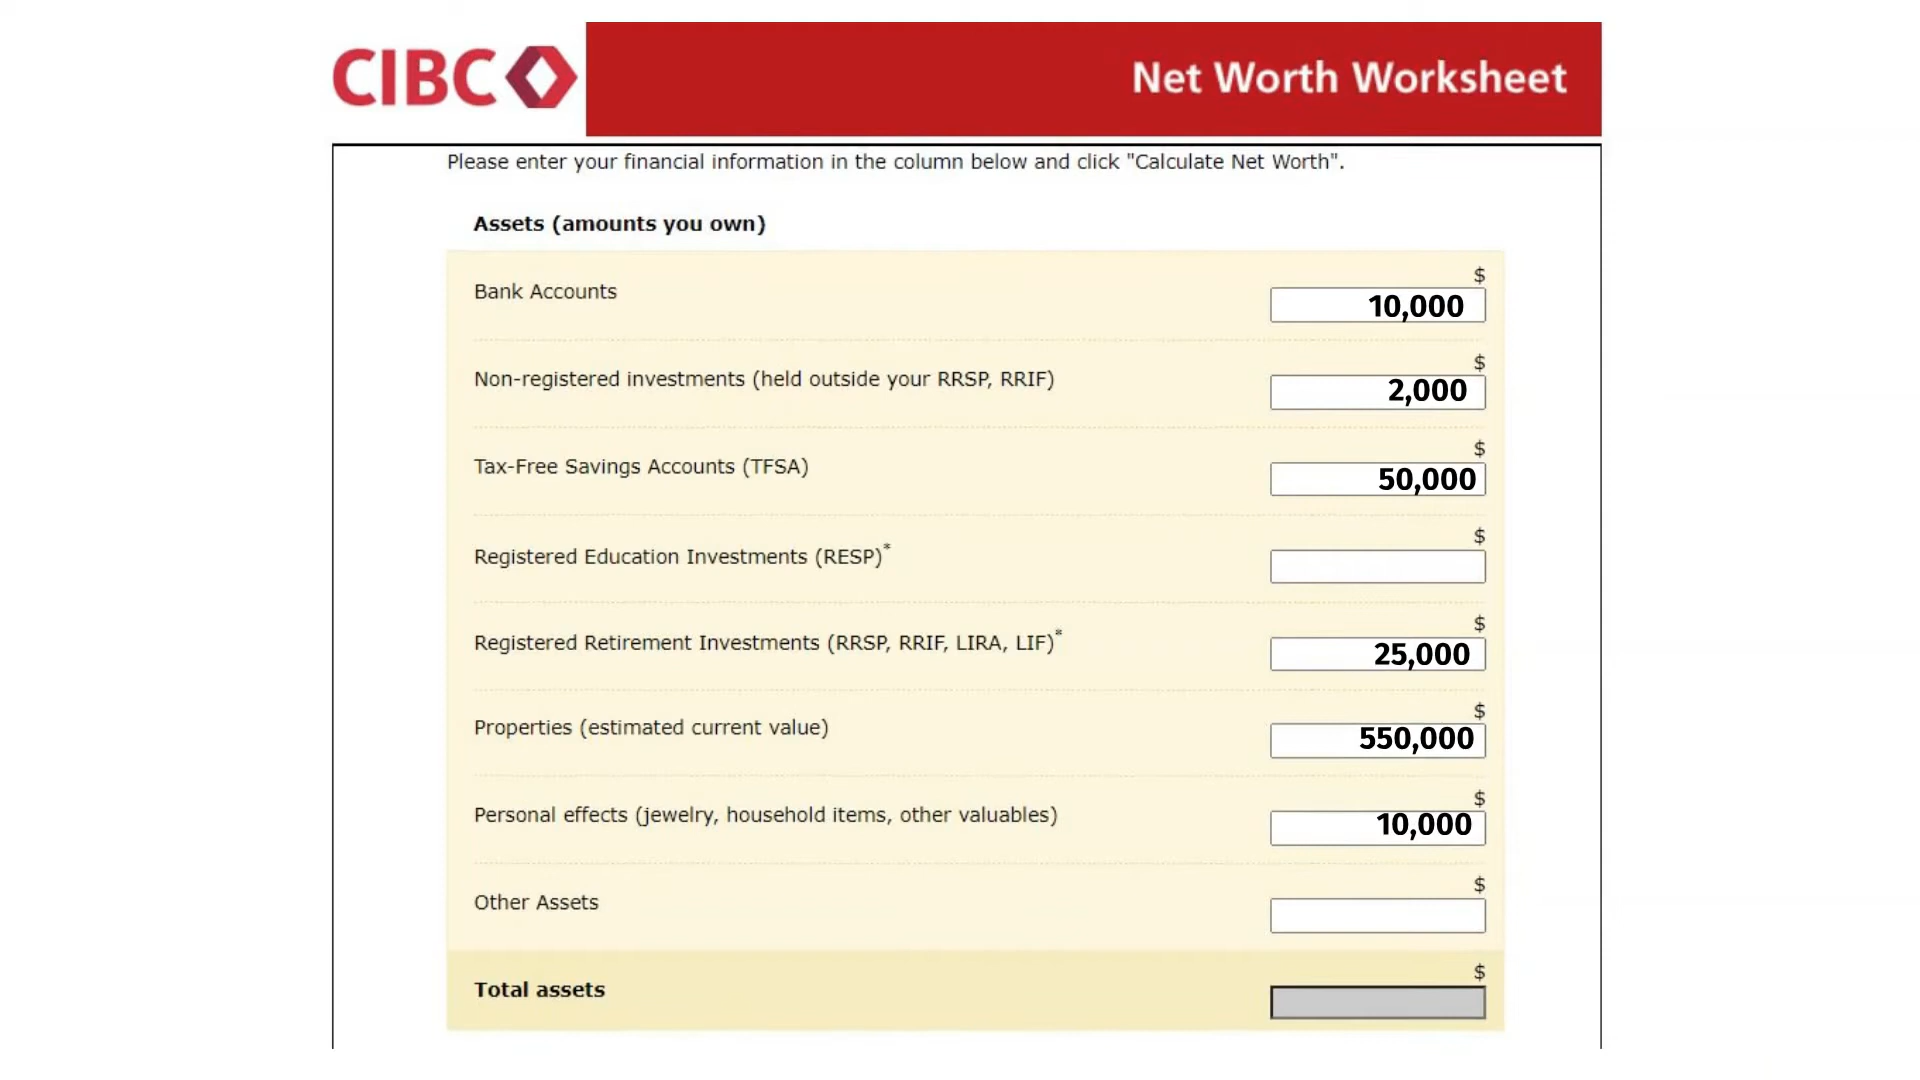 CIBC
Net Worth Worksheet
Please enter your financial information in the column below and click "Calculate Net Worth".
Assets (amounts you own)
$
Bank Accounts 10,000
$
Non-registered investments (held outside your RRSP, RRIF) 2,000
$
Tax-Free Savings Accounts (TFSA) 50,000
$
Registered Education Investments (RESP)*
$
Registered Retirement Investments (RRSP, RRIF, LIRA, LIF)* 25,000
$
Properties (estimated current value) 550,000
$
Personal effects (jewelry, household items, other valuables) 10,000
$
Other Assets
$
Total assets